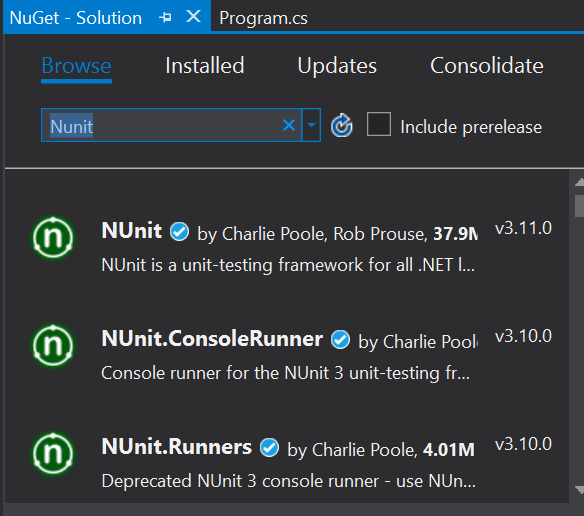 NuGet - Solution Program.cs
Browse Installed Updates Consolidate
Nunit Include prerelease
NUnit by Charlie Poole, Rob Prouse, 37.9M v3.11.0
NUnit is a unit-testing framework for all .NET l...
NUnit.ConsoleRunner by Charlie Pool v3.10.0
Console runner for the NUnit 3 unit-testing fr...
NUnit.Runners by Charlie Poole, 4.01M v3.10.0
Deprecated NUnit 3 console runner - use NUn...